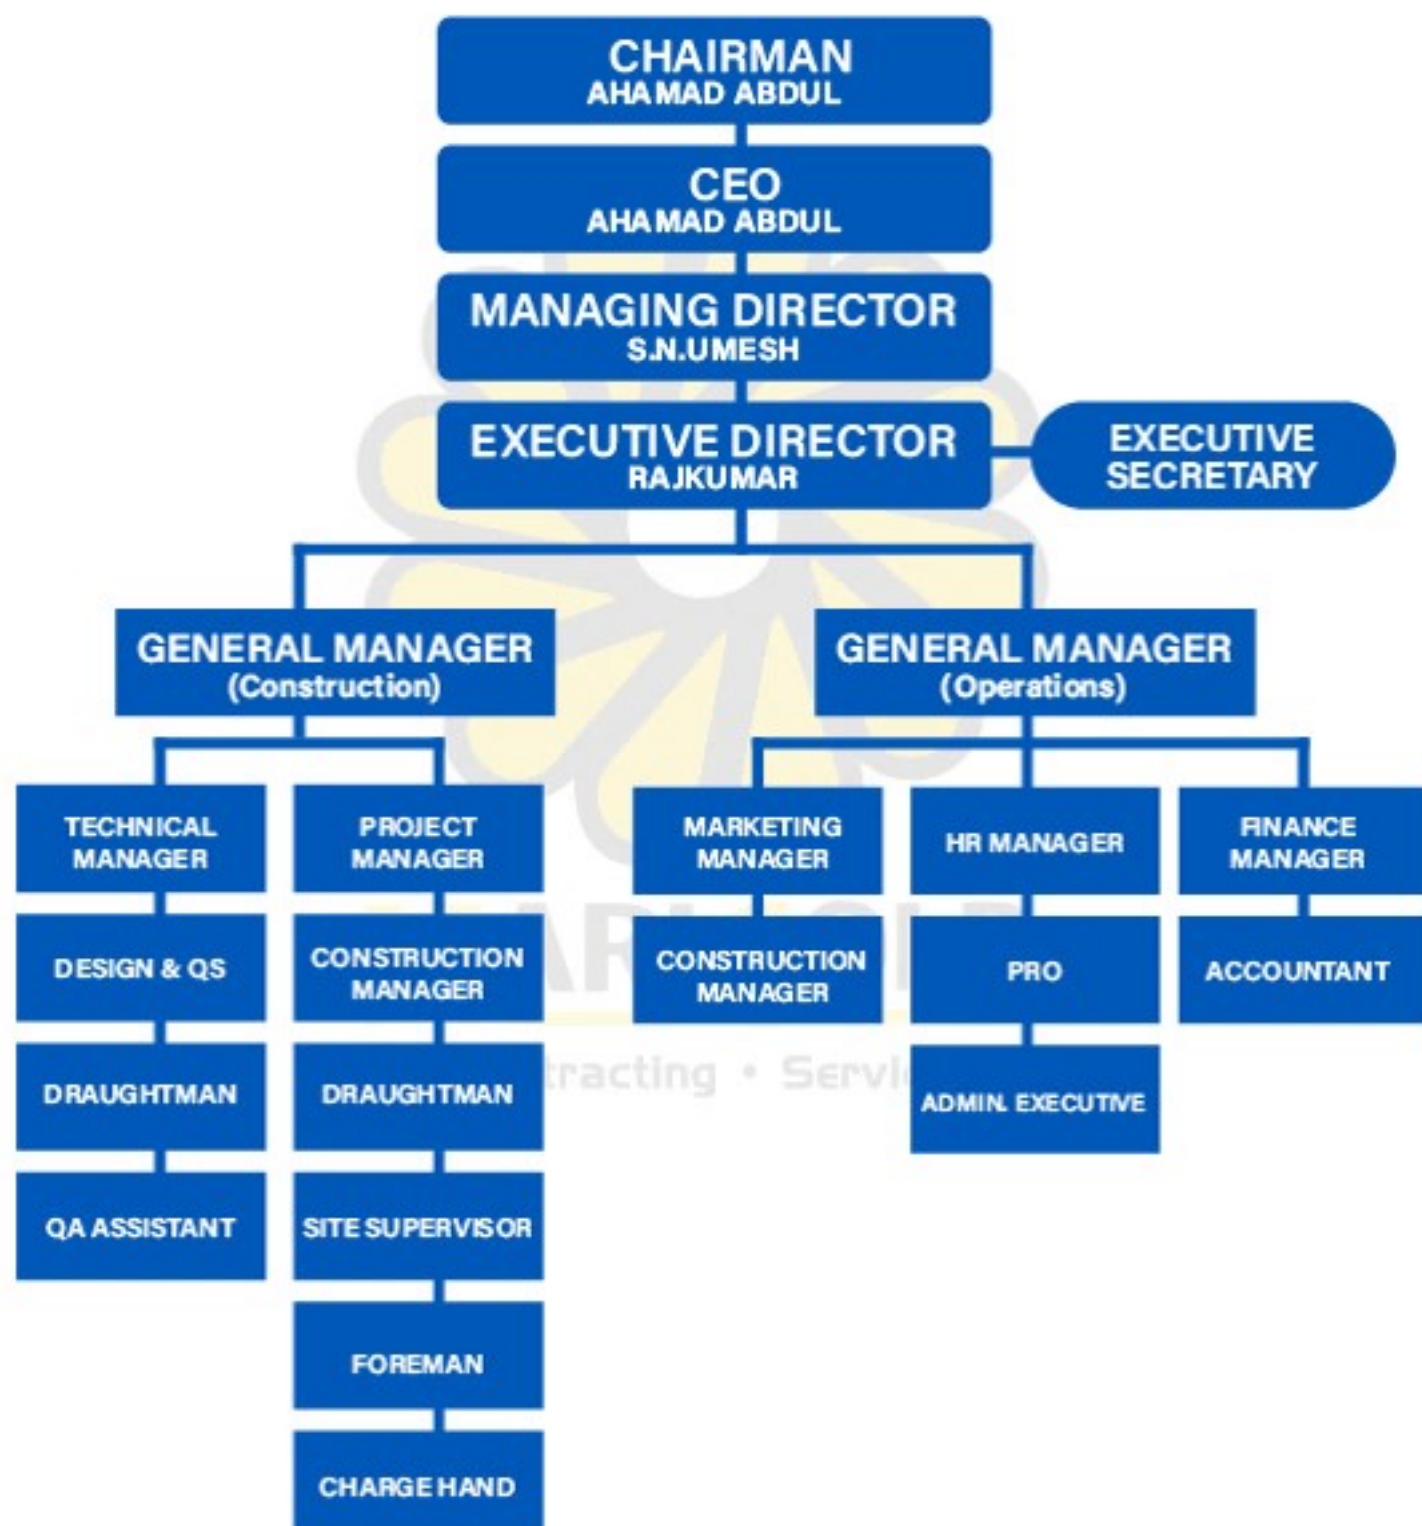 CHAIRMAN
AHAMAD ABDUL
CEO
AHAMAD ABDUL
MANAGING DIRECTOR
S.N.UMESH
EXECUTIVE DIRECTOR
RAJKUMAR
EXECUTIVE
SECRETARY
GENERAL MANAGER
(Construction)
GENERAL MANAGER
(Operations)
TECHNICAL
MANAGER
PROJECT
MANAGER
MARKETING
MANAGER
HR MANAGER
FINANCE
MANAGER
DESIGN & QS
CONSTRUCTION
MANAGER
CONSTRUCTION
MANAGER
PRO
ACCOUNTANT
DRAUGHTMAN
DRAUGHTMAN
ADMIN. EXECUTIVE
QA ASSISTANT
SITE SUPERVISOR
FOREMAN
CHARGE HAND